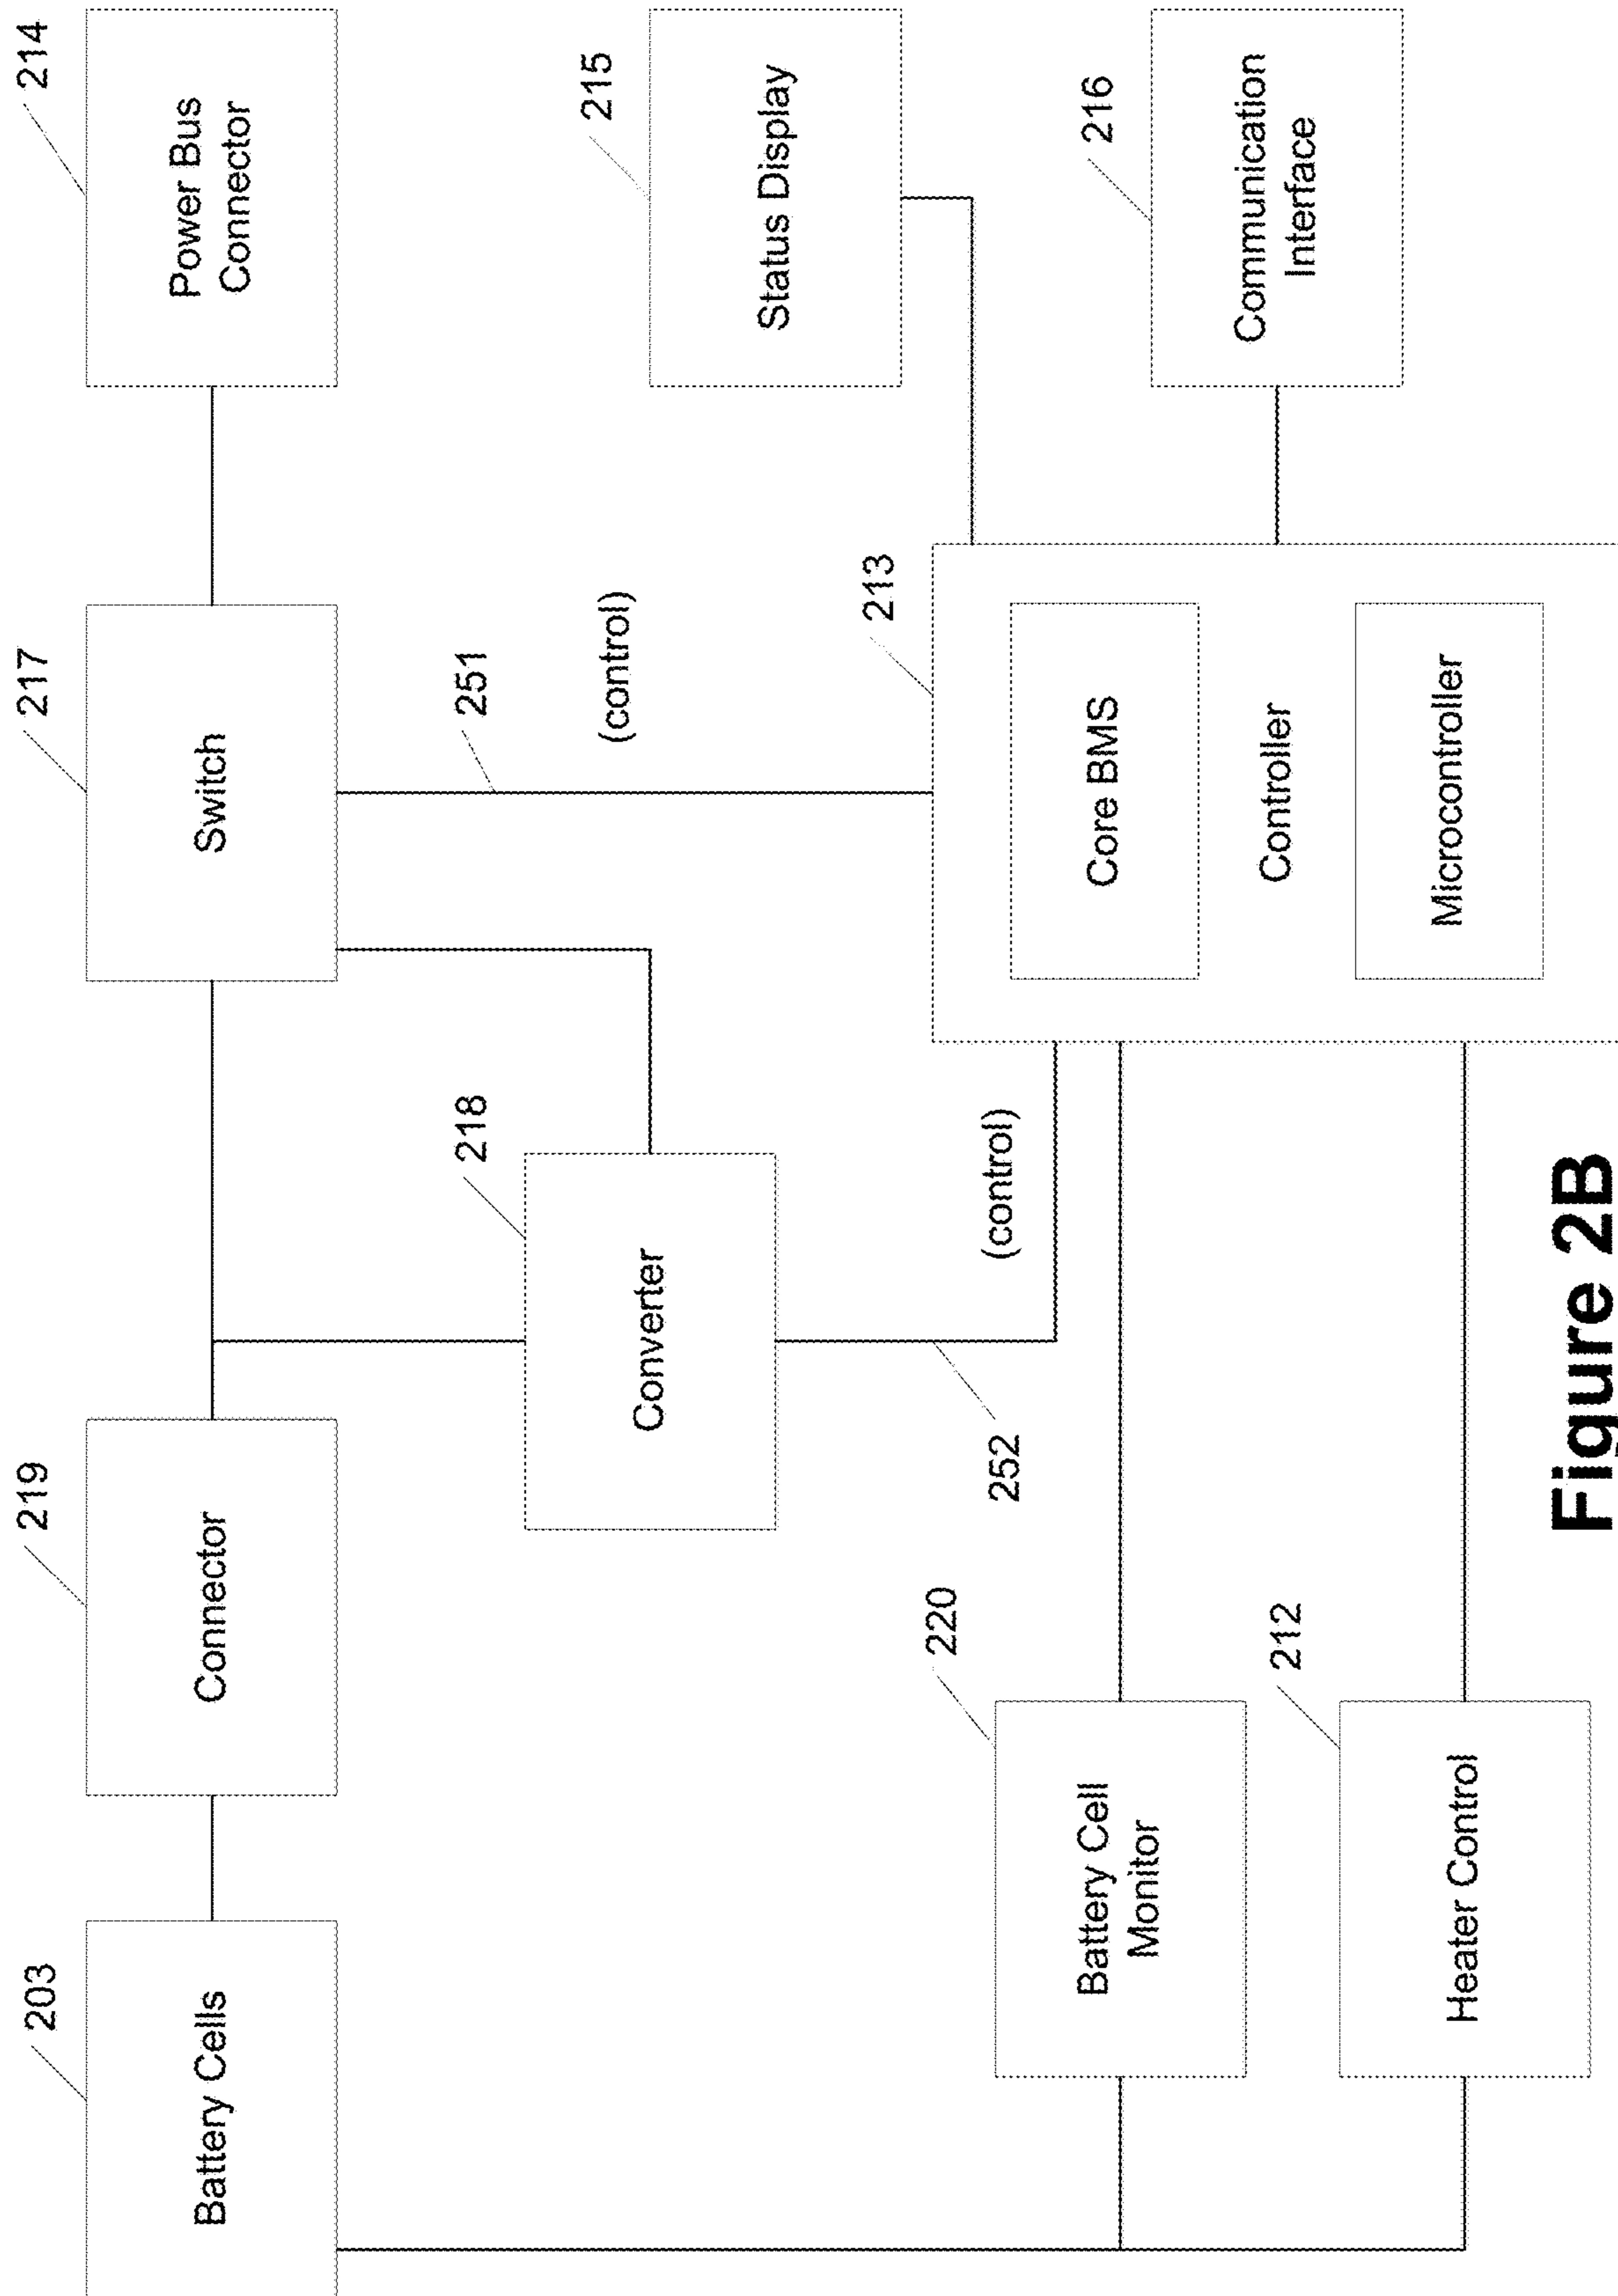 203
Battery Cells
219
Connector
217
Switch
214
Power Bus
Connector
218
Converter
251
(control)
215
Status Display
252
(control)
213
Core BMS
Controller
Microcontroller
220
Battery Cell
Monitor
216
Communication
Interface
212
Heater Control
Figure 2B